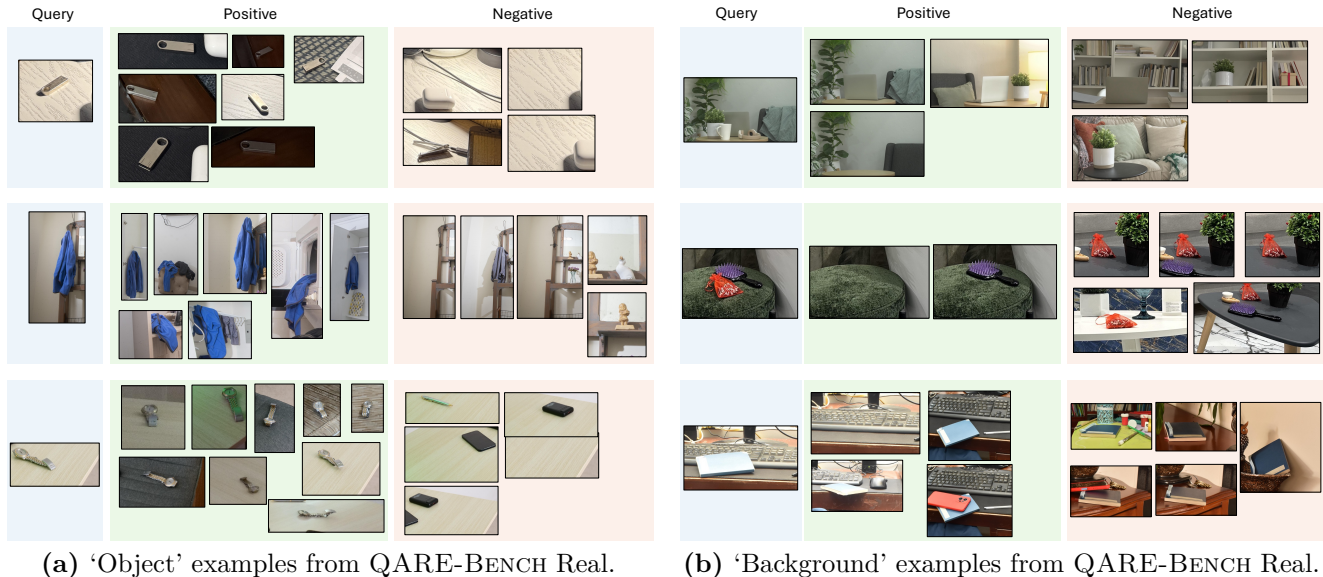 Query Positive Negative Query Positive Negative
(a) ‘Object’ examples from QARE-BENCH Real.
(b) ‘Background’ examples from QARE-BENCH Real.